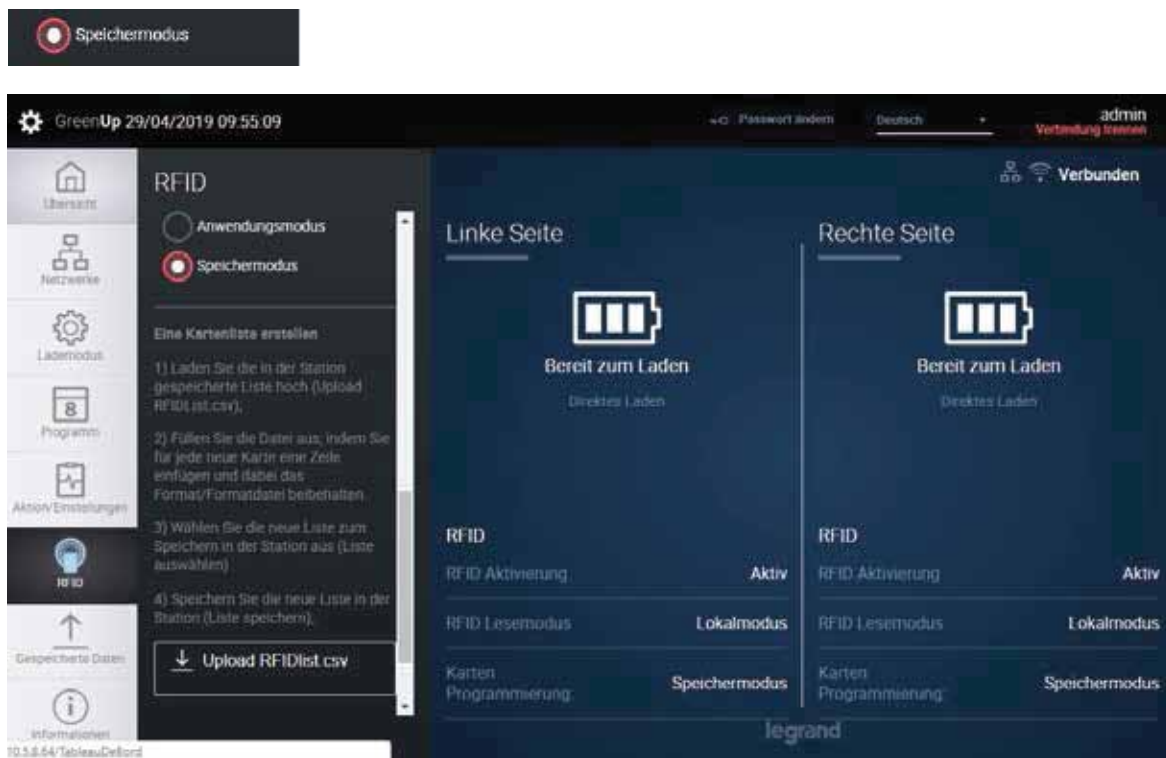 Speichermodus
GreenUp 29/04/2019 09:55:09
Passwort ändern
Deutsch
admin
Verbindung trennen
Verbunden
Übersicht
Netzwerke
Lademodus
8
Programm
Aktion/Einstellungen
RFID
Gespeicherte Daten
Informationen
10.5.8.64/TableauDeBord
RFID
Anwendungsmodus
Speichermodus
Eine Kartenliste erstellen
1) Laden Sie die in der Station
gespeicherte Liste hoch (Upload
RFIDList.csv),
2) Füllen Sie die Datei aus, indem Sie
für jede neue Karte eine Zeile
einfügen und dabei das
Format/Formatdatei beibehalten.
3) Wählen Sie die neue Liste zum
Speichern in der Station aus (Liste
auswählen)
4) Speichern Sie die neue Liste in der
Station (Liste speichern),
Upload RFIDlist.csv
Linke Seite
Bereit zum Laden
Direktes Laden
RFID
RFID Aktivierung Aktiv
RFID Lesemodus Lokalmodus
Karten
Programmierung: Speichermodus
Rechte Seite
Bereit zum Laden
Direktes Laden
RFID
RFID Aktivierung Aktiv
RFID Lesemodus Lokalmodus
Karten
Programmierung: Speichermodus
legrand